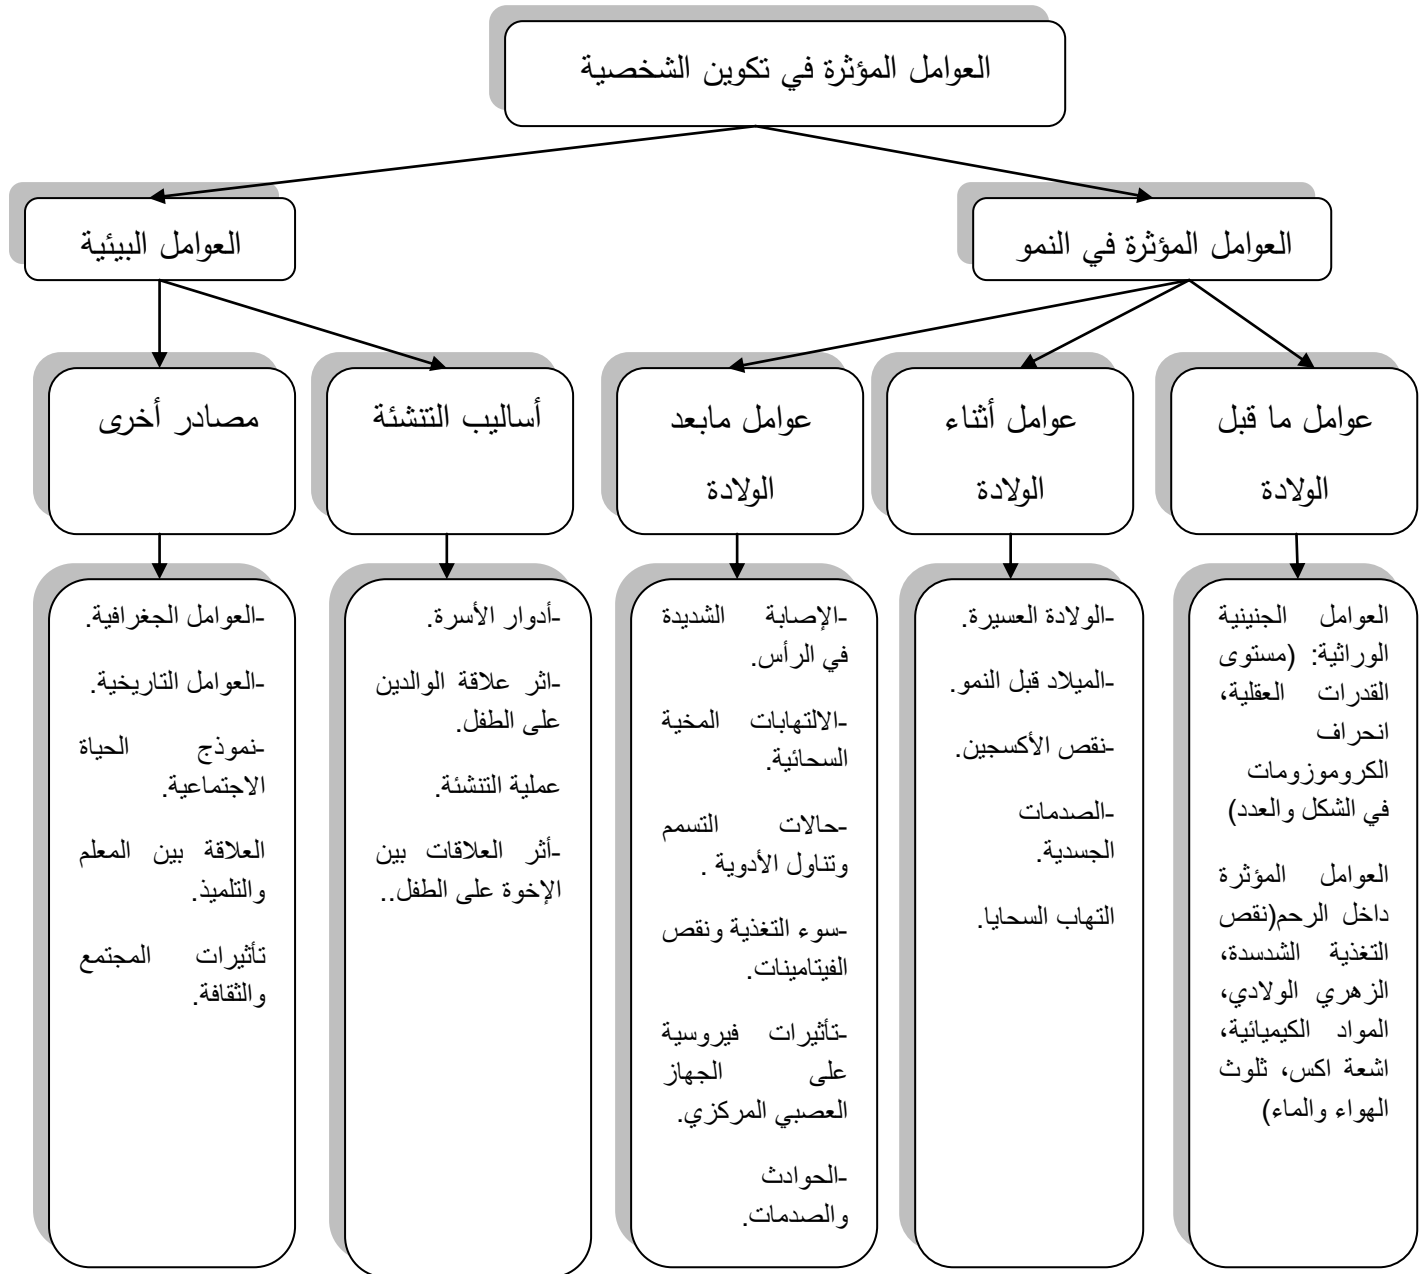 العوامل المؤثرة في تكوين الشخصية
العوامل المؤثرة في النمو
العوامل البيئية
عوامل ما قبل
الولادة
عوامل أثناء
الولادة
عوامل مابعد
الولادة
أساليب التنشئة
مصادر أخرى
العوامل الجنينية
الوراثية: (مستوى
القدرات العقلية،
انحراف
الكروموزومات
في الشكل والعدد)
العوامل المؤثرة
داخل الرحم(نقص
التغذية الشدسدة،
الزهري الولادي،
المواد الكيميائية،
اشعة اكس، ثلوث
الهواء والماء)
-الولادة العسيرة.
-الميلاد قبل النمو.
-نقص الأكسجين.
-الصدمات
الجسدية.
التهاب السحايا.
-الإصابة الشديدة
في الرأس.
-الالتهابات المخية
السحائية.
-حالات التسمم
وتناول الأدوية .
-سوء التغذية ونقص
الفيتامينات.
-تأثيرات فيروسية
على الجهاز
العصبي المركزي.
-الحوادث
والصدمات.
-أدوار الأسرة.
-اثر علاقة الوالدين
على الطفل.
عملية التنشئة.
-أثر العلاقات بين
الإخوة على الطفل..
-العوامل الجغرافية.
-العوامل التاريخية.
-نموذج الحياة
الاجتماعية.
العلاقة بين المعلم
والتلميذ.
تأثيرات المجتمع
والثقافة.